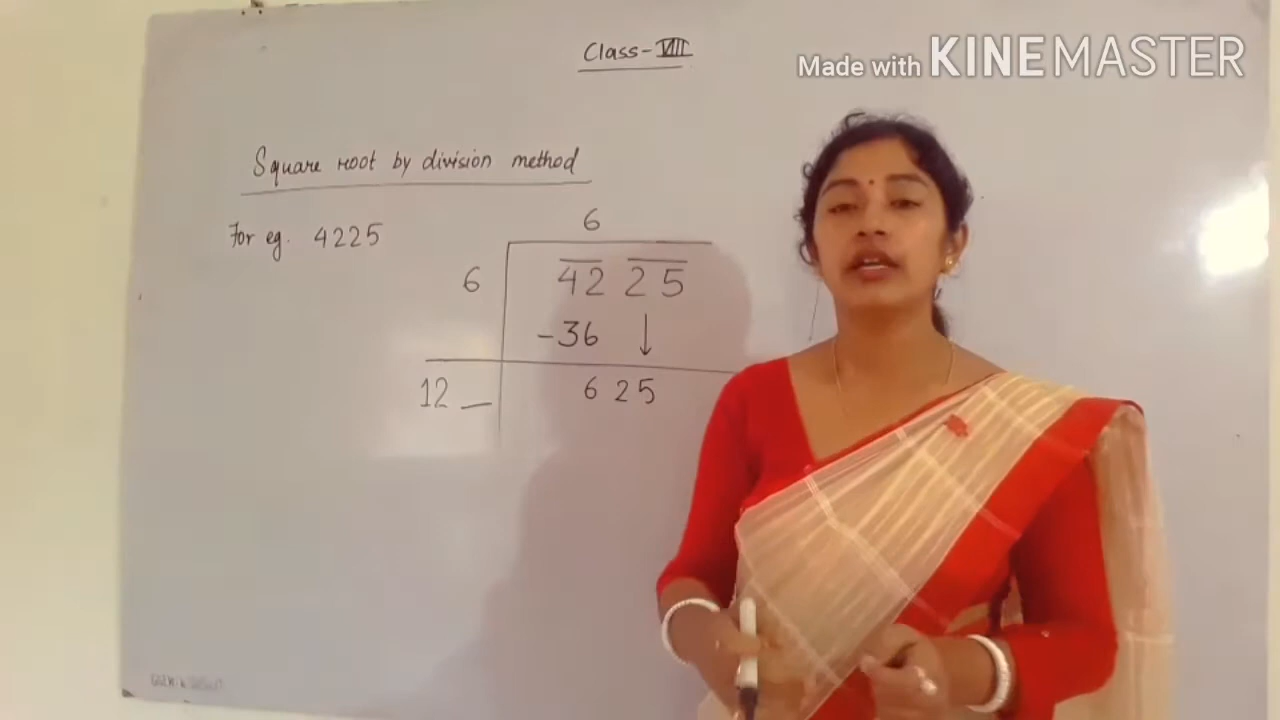 Class-VIII
Made with KINEMASTER
Square root by division method
For eg. 4225
6
6 42 25
-36 ↓
12 _ 6 25